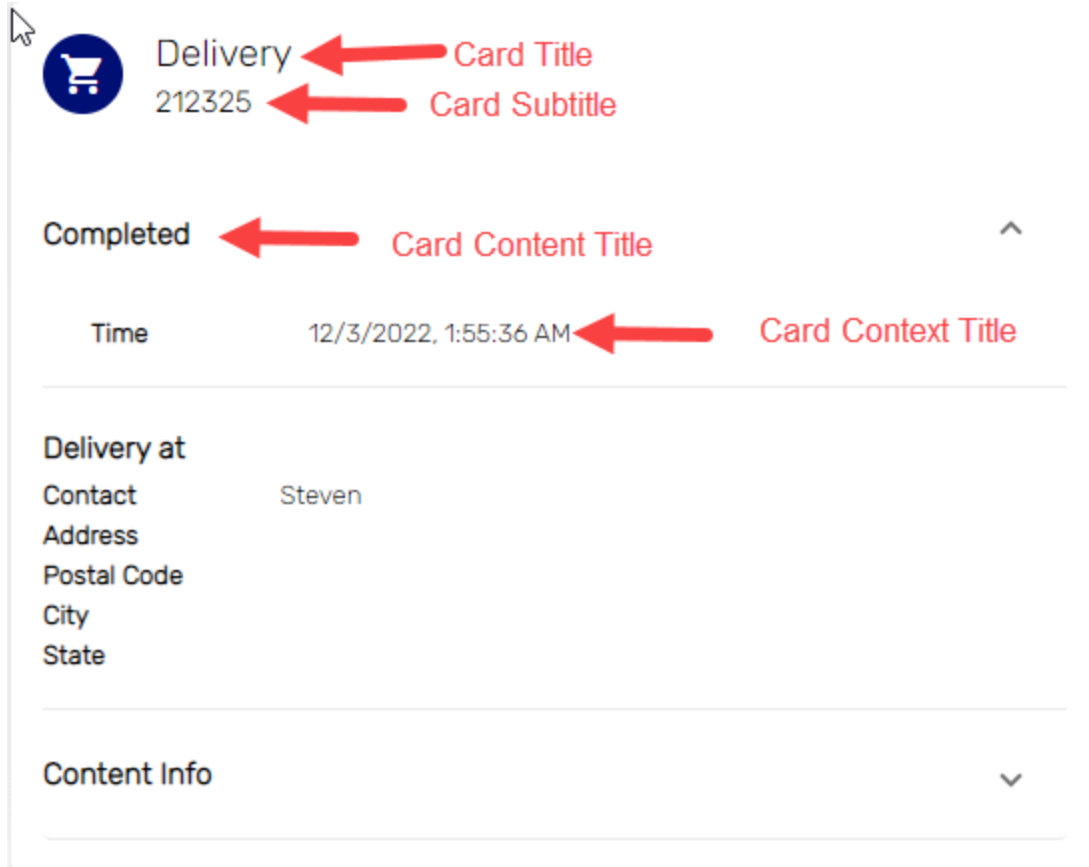 Delivery Card Title
212325 Card Subtitle
Completed Card Content Title
Time 12/3/2022, 1:55:36 AM Card Context Title
Delivery at
Contact Steven
Address
Postal Code
City
State
Content Info